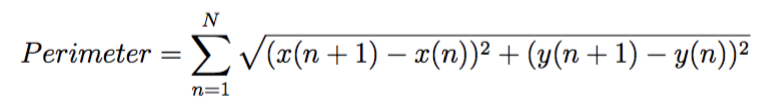 Perimeter = \sum_{n=1}^{N} \sqrt{(x(n+1) - x(n))^2 + (y(n+1) - y(n))^2}